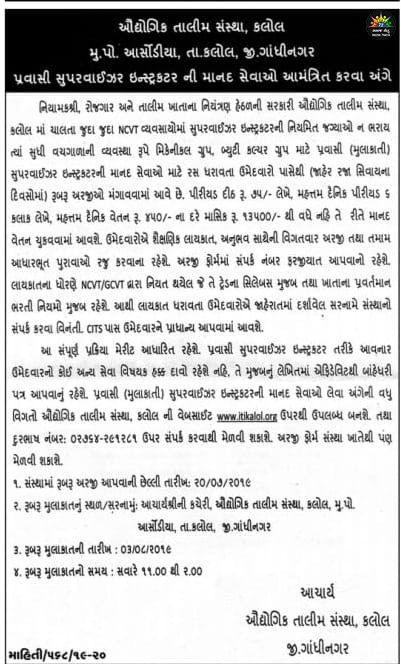 ઔદ્યોગિક તાલીમ સંસ્થા, કલોલ
મુ.પો. આર્સોડીયા, તા.કલોલ, જી.ગાંધીનગર
પ્રવાસી સુપરવાઈઝર ઇન્સ્ટ્રક્ટર ની માનદ સેવાઓ આમંત્રિત કરવા અંગે
નિયામકશ્રી, રોજગાર અને તાલીમ ખાતાના નિયંત્રણ હેઠળની સરકારી ઔદ્યોગિક તાલીમ સંસ્થા,
કલોલ માં ચાલતા જુદા જુદા NCVT વ્યવસાયોમાં સુપરવાઈઝર ઇન્સ્ટ્રક્ટરની નિયમિત જગ્યાઓ ન ભરાય
ત્યાં સુધી વચગાળાની વ્યવસ્થા રૂપે મિકેનીકલ ગ્રુપ, બ્યુટી કલ્ચર ગ્રુપ માટે પ્રવાસી (મુલાકાતી)
સુપરવાઈઝર ઇન્સ્ટ્રક્ટરની માનદ સેવાઓ માટે રસ ધરાવતા ઉમેદવારો પાસેથી (જાહેર રજા સિવાયના
દિવસોમાં) રૂબરૂ અરજીઓ મંગાવવામાં આવે છે. પીરીયડ દીઠ રૂ. ૭૫/- લેખે, મહત્તમ દૈનિક પીરીયડ ૬
કલાક લેખે, મહત્તમ દૈનિક વેતન રૂ. ૪૫૦/- ના દરે માસિક રૂ. ૧૩૫૦૦/- થી વધે નહિ તે રીતે માનદ
વેતન ચુકવવામાં આવશે. ઉમેદવારોએ શૈક્ષણિક લાયકાત, અનુભવ સાથેની વિગતવાર અરજી તથા તમામ
આધારભૂત પુરાવાઓ રજુ કરવાના રહેશે. અરજી ફોર્મમાં સંપર્ક નંબર ફરજીયાત આપવાનો રહેશે.
લાયકાતના ધોરણો NCVT/GCVT દ્વારા નિયત થયેલ છે જે તે ટ્રેડના સિલેબસ મુજબ તથા ખાતાના પ્રવર્તમાન
ભરતી નિયમો મુજબ રહેશે. આથી લાયકાત ધરાવતા ઉમેદવારોએ જાહેરાતમાં દર્શાવેલ સરનામે સંસ્થાનો
સંપર્ક કરવા વિનંતી. CITS પાસ ઉમેદવારને પ્રાધાન્ય આપવામાં આવશે.
આ સંપૂર્ણ પ્રક્રિયા મેરીટ આધારિત રહેશે. પ્રવાસી સુપરવાઈઝર ઇન્સ્ટ્રક્ટર તરીકે આવનાર
ઉમેદવારોનો કોઈ અન્ય સેવા વિષયક હક્ક દાવો રહેશે નહિ, તે મુજબનું લેખિતમાં એફિડેવિટથી બાંહેધરી
પત્ર આપવાનું રહેશે. પ્રવાસી (મુલાકાતી) સુપરવાઈઝર ઇન્સ્ટ્રક્ટરની માનદ સેવાઓ લેવા અંગેની વધુ
વિગતો ઔદ્યોગિક તાલીમ સંસ્થા, કલોલ ની વેબસાઈટ www.itikalol.org ઉપરથી ઉપલબ્ધ બનશે. તથા
દુરભાષ નંબર: ૦૨૭૬૪-૨૯૧૨૮૧ ઉપર સંપર્ક કરવાથી મેળવી શકાશે. અરજી ફોર્મ સંસ્થા ખાતેથી પણ
મેળવી શકાશે.
૧. સંસ્થામાં રૂબરૂ અરજી આપવાની છેલ્લી તારીખ: ૨૦/૦૭/૨૦૧૯
૨. રૂબરૂ મુલાકાતનું સ્થળ/સરનામું: આચાર્યશ્રીની કચેરી, ઔદ્યોગિક તાલીમ સંસ્થા, કલોલ, મુ.પો.
આર્સોડીયા, તા.કલોલ, જી.ગાંધીનગર
૩. રૂબરૂ મુલાકાતની તારીખ : ૦૩/૦૮/૨૦૧૯
૪. રૂબરૂ મુલાકાતનો સમય : સવારે ૧૧.૦૦ થી ૨.૦૦
આચાર્ય
ઔદ્યોગિક તાલીમ સંસ્થા, કલોલ
માહિતી/૫૬૮/૧૯-૨૦
જી.ગાંધીનગર